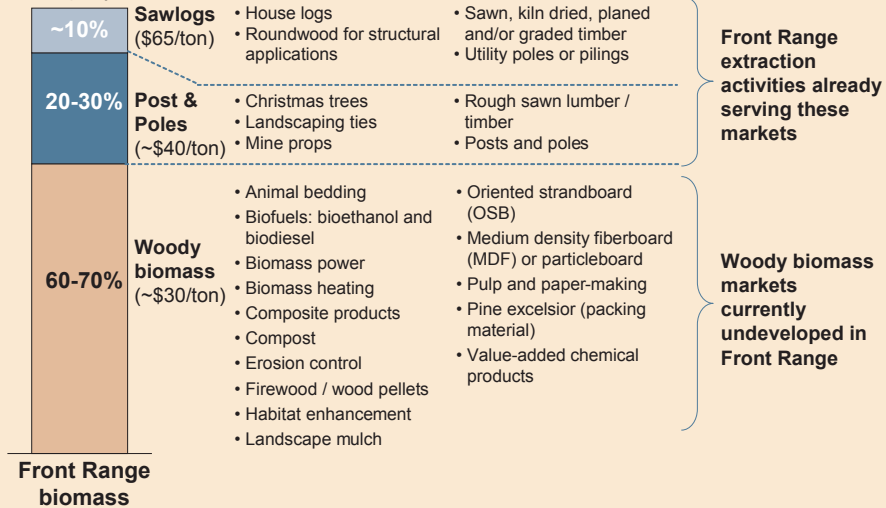 ~10%
Sawlogs
($65/ton)
• House logs
• Roundwood for structural
applications
• Sawn, kiln dried, planed
and/or graded timber
• Utility poles or pilings
Front Range
extraction
activities already
serving these
markets
20-30%
Post &
Poles
(~$40/ton)
• Christmas trees
• Landscaping ties
• Mine props
• Rough sawn lumber /
timber
• Posts and poles
60-70%
Woody
biomass
(~$30/ton)
• Animal bedding
• Biofuels: bioethanol and
biodiesel
• Biomass power
• Biomass heating
• Composite products
• Compost
• Erosion control
• Firewood / wood pellets
• Habitat enhancement
• Landscape mulch
• Oriented strandboard
(OSB)
• Medium density fiberboard
(MDF) or particleboard
• Pulp and paper-making
• Pine excelsior (packing
material)
• Value-added chemical
products
Woody biomass
markets
currently
undeveloped in
Front Range
Front Range
biomass